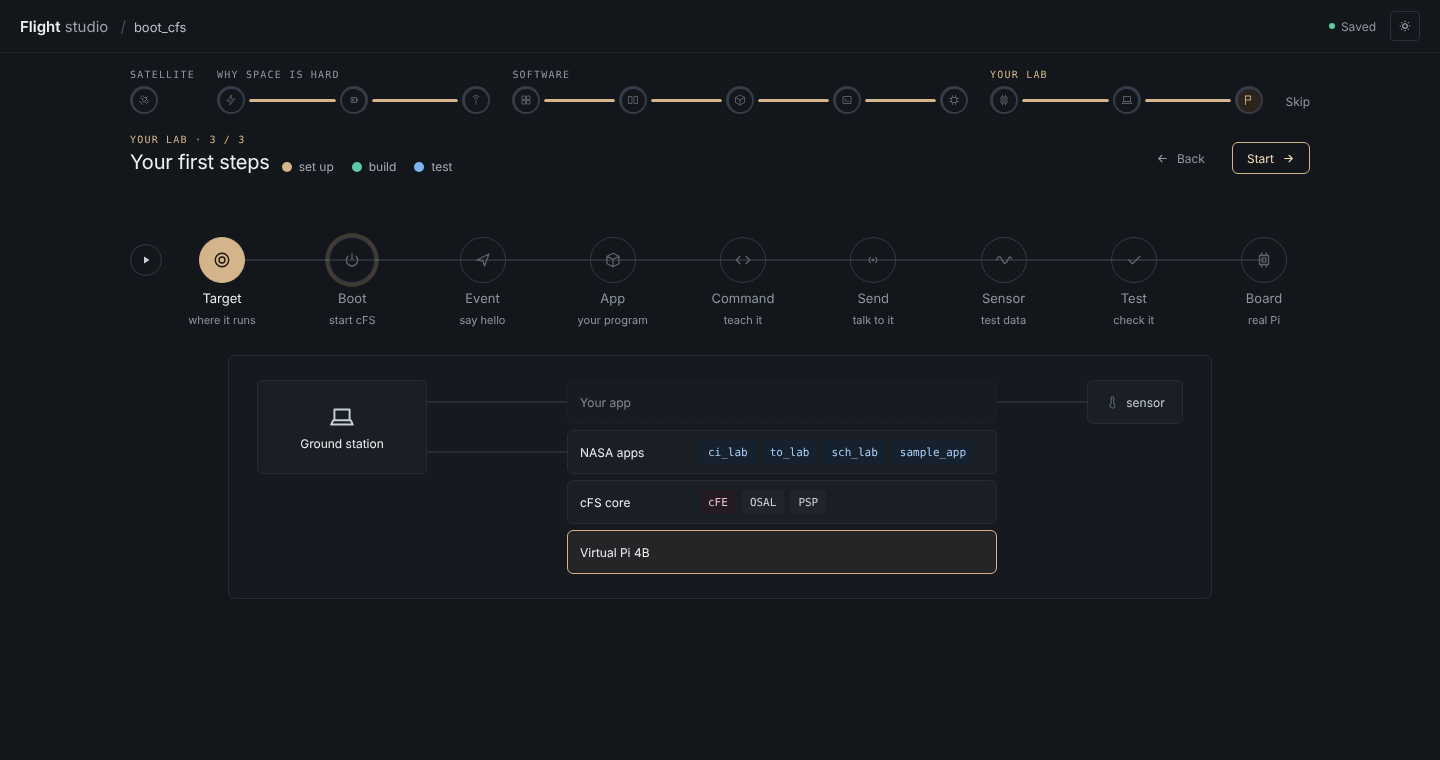 Flight studio / boot_cfs
Saved
SATELLITE
WHY SPACE IS HARD
SOFTWARE
YOUR LAB
Skip
YOUR LAB · 3 / 3
Your first steps
set up
build
test
Back
Start
Target
where it runs
Boot
start cFS
Event
say hello
App
your program
Command
teach it
Send
talk to it
Sensor
test data
Test
check it
Board
real Pi
Ground station
Your app
sensor
NASA apps
ci_lab
to_lab
sch_lab
sample_app
cFS core
cFE
OSAL
PSP
Virtual Pi 4B